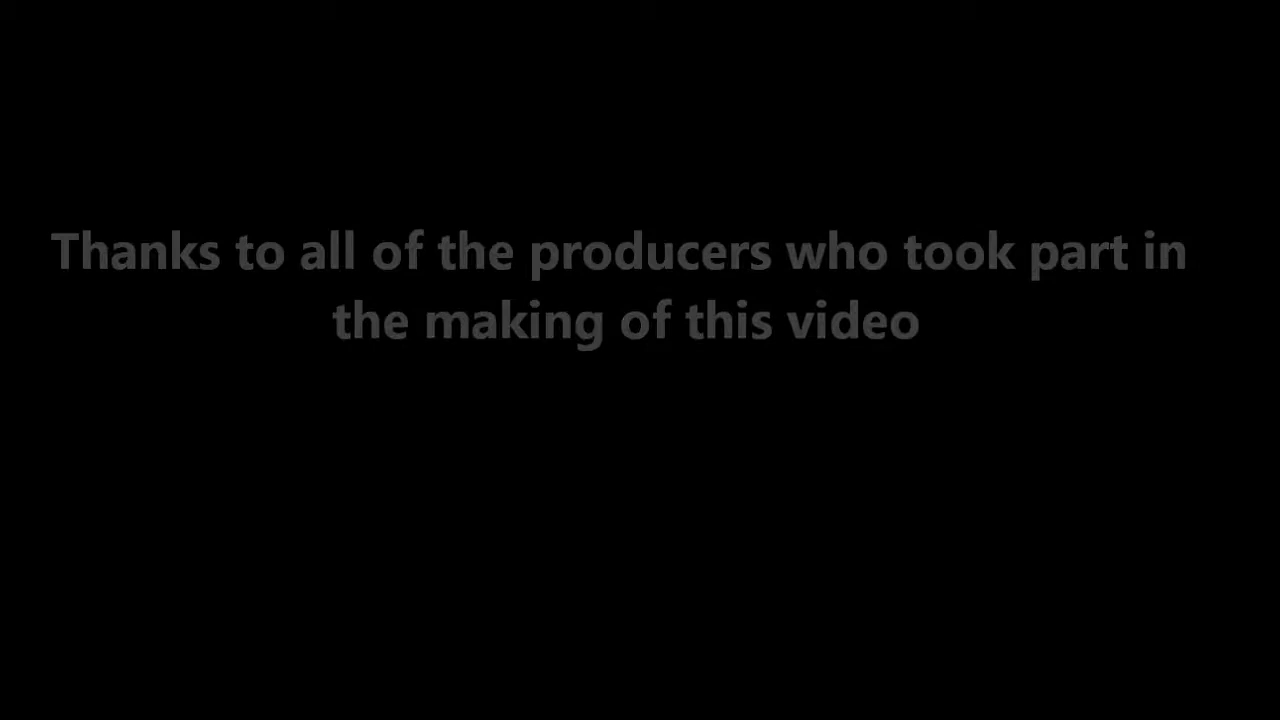 Thanks to all of the producers who took part in
the making of this video